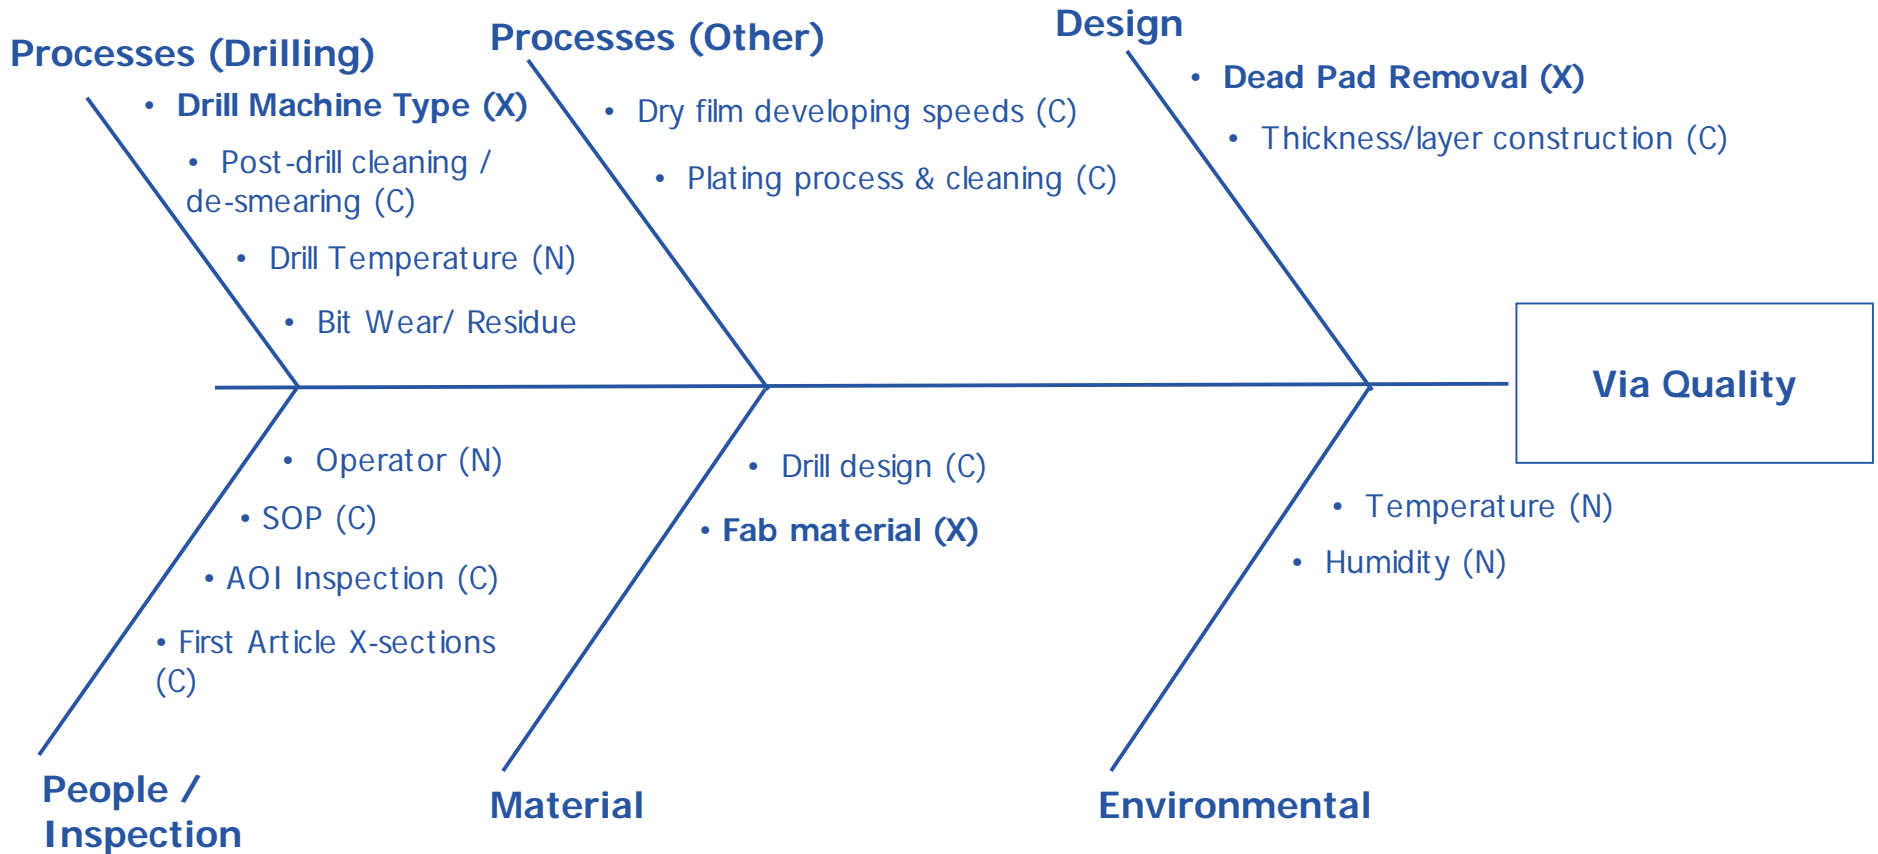 Processes (Drilling)
• Drill Machine Type (X)
• Post-drill cleaning /
de-smearing (C)
• Drill Temperature (N)
• Bit Wear/ Residue
Processes (Other)
• Dry film developing speeds (C)
• Plating process & cleaning (C)
Design
• Dead Pad Removal (X)
• Thickness/layer construction (C)
Via Quality
• Operator (N)
• SOP (C)
• AOI Inspection (C)
• First Article X-sections
(C)
People /
Inspection
• Drill design (C)
• Fab material (X)
Material
• Temperature (N)
• Humidity (N)
Environmental